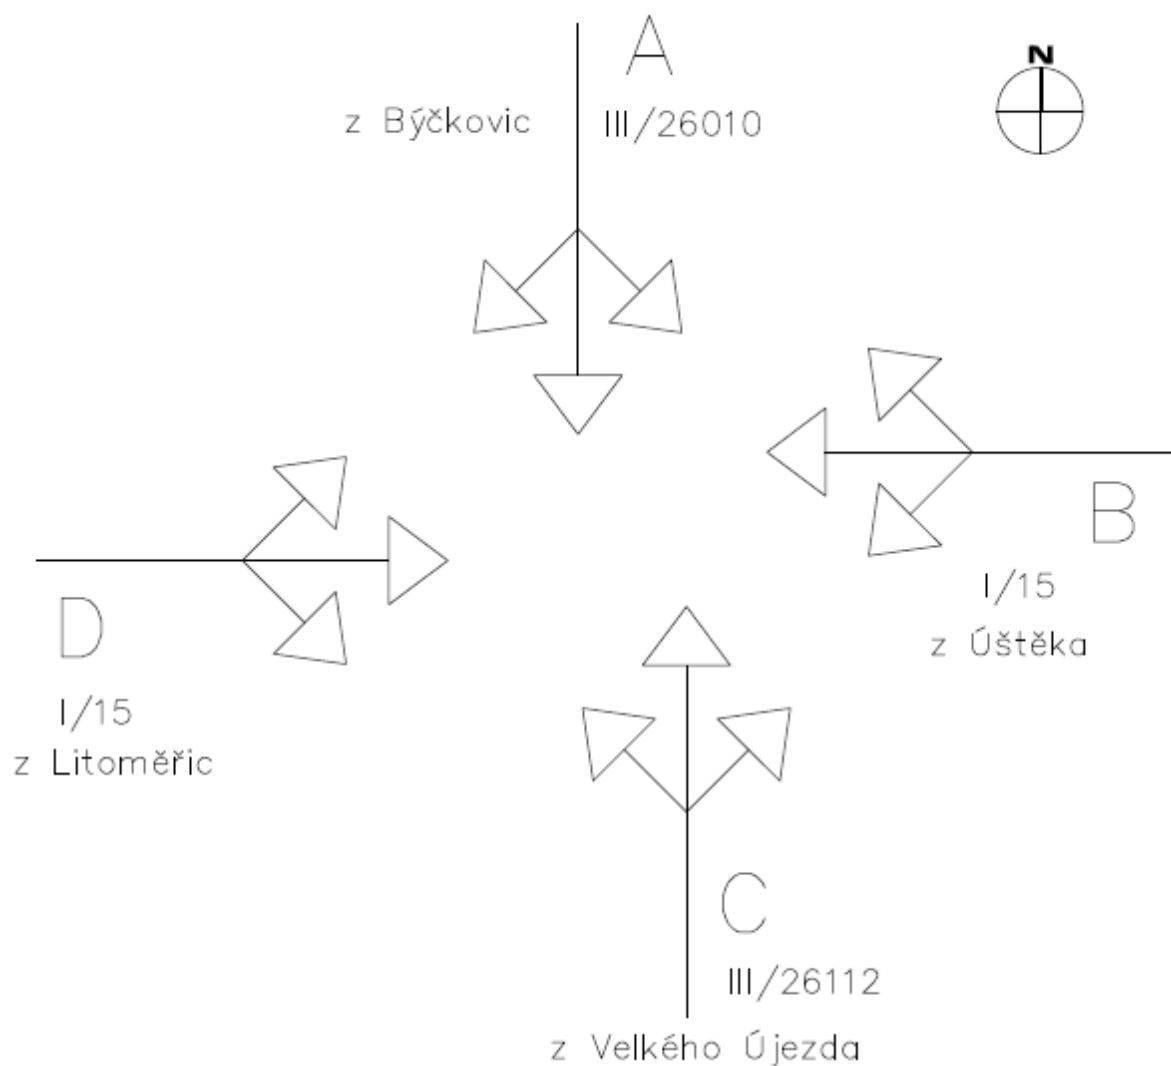 N
A
z Býčkovic III/26010
B
I/15
z Úštěka
D
I/15
z Litoměřic
C
III/26112
z Velkého Újezda